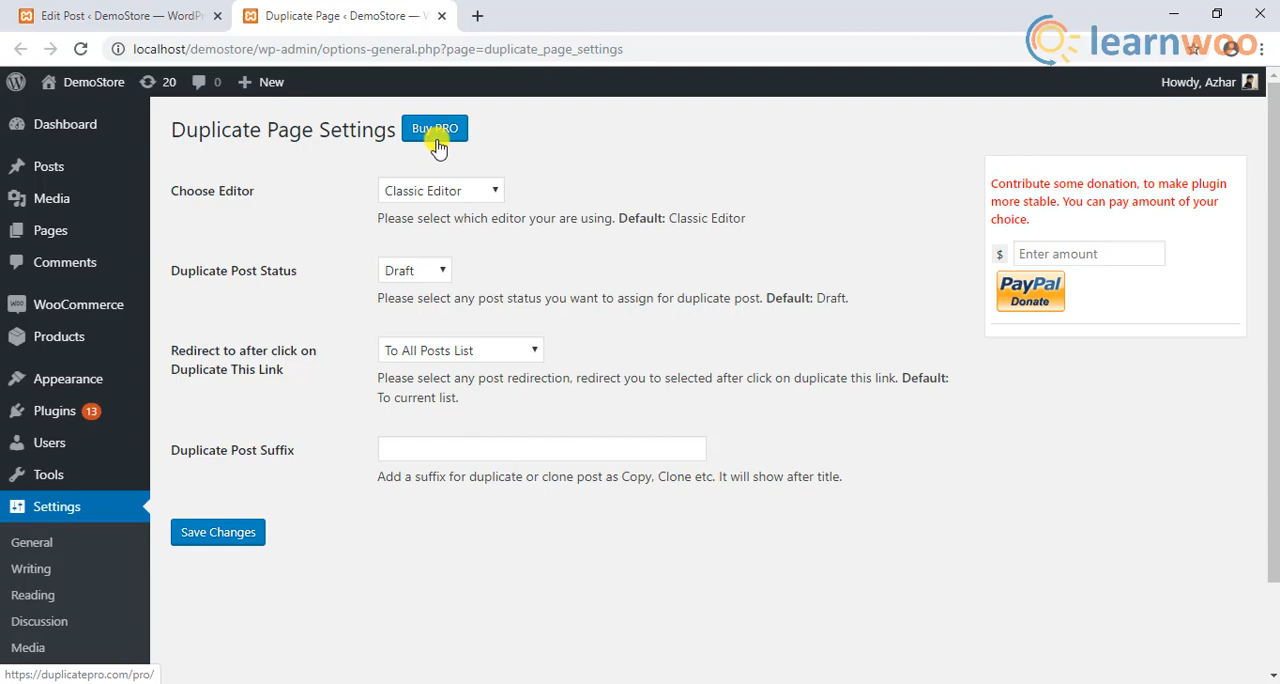 Edit Post ‹ DemoStore — WordPr
Duplicate Page ‹ DemoStore — W
localhost/demostore/wp-admin/options-general.php?page=duplicate_page_settings
learnwoo
DemoStore 20 0 New
Howdy, Azhar
Dashboard
Posts
Media
Pages
Comments
WOO WooCommerce
Products
Appearance
Plugins 13
Users
Tools
Settings
General
Writing
Reading
Discussion
Media
Duplicate Page Settings Buy PRO
Choose Editor Classic Editor
Please select which editor your are using. Default: Classic Editor
Duplicate Post Status Draft
Please select any post status you want to assign for duplicate post. Default: Draft.
Redirect to after click on
Duplicate This Link
To All Posts List
Please select any post redirection, redirect you to selected after click on duplicate this link. Default:
To current list.
Duplicate Post Suffix
Add a suffix for duplicate or clone post as Copy, Clone etc. It will show after title.
Save Changes
Contribute some donation, to make plugin
more stable. You can pay amount of your
choice.
$ Enter amount
PayPal
Donate
https://duplicatepro.com/pro/